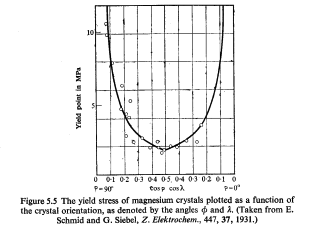 10
5
Yield point in MPa
0 0·1 0·2 0·3 0·4 0·5 0·4 0·3 0·2 0·1 0
P=90° cosp cosλ P=0°
Figure 5.5 The yield stress of magnesium crystals plotted as a function of
the crystal orientation, as denoted by the angles ϕ and λ. (Taken from E.
Schmid and G. Siebel, Z. Elektrochem., 447, 37, 1931.)